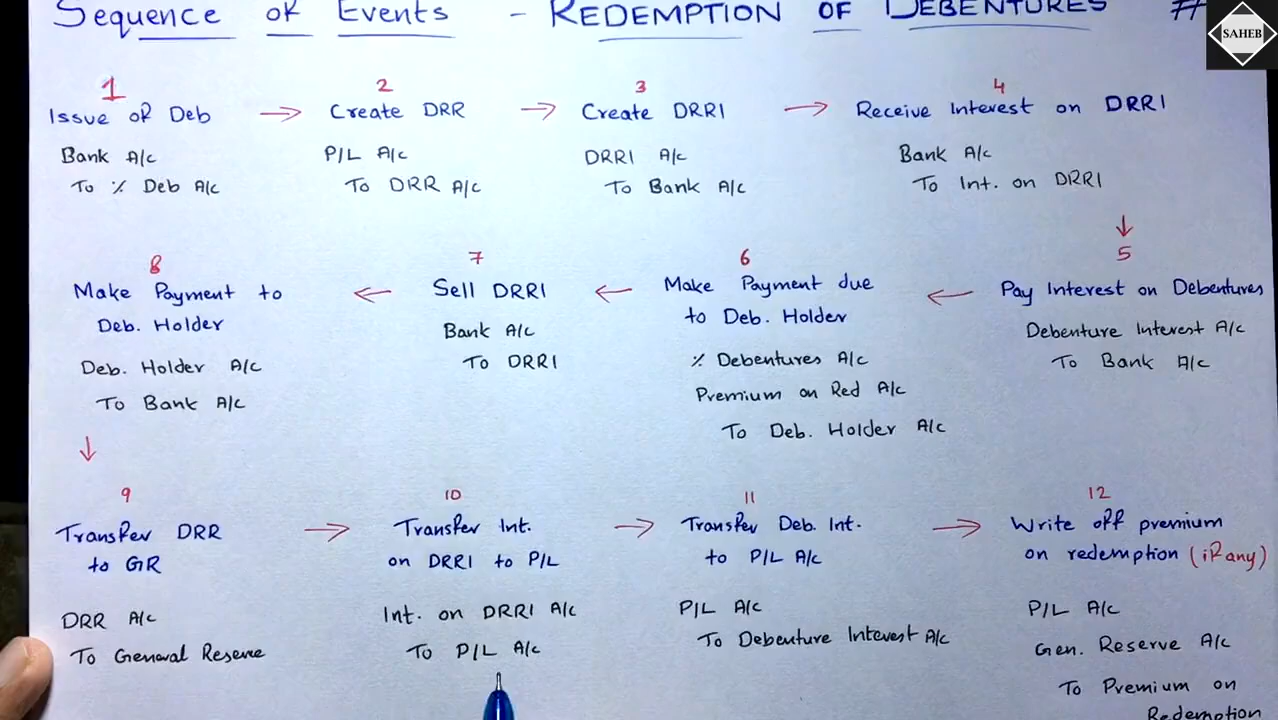 Sequence of Events - REDEMPTION OF DEBENTURES #
SAHEB
1
Issue of Deb →
Bank A/c
To % Deb A/c
2
Create DRR →
P/L A/c
To DRR A/c
3
Create DRRI →
DRRI A/c
To Bank A/c
4
Receive Interest on DRRI
Bank A/c
To Int. on DRRI
↓
5
Pay Interest on Debentures
Debenture Interest A/c
To Bank A/c
←
6
Make Payment due
to Deb. Holder
% Debentures A/c
Premium on Red A/c
To Deb. Holder A/c
←
7
Sell DRRI
Bank A/c
To DRRI
←
8
Make Payment to
Deb. Holder
Deb. Holder A/c
To Bank A/c
↓
9
Transfer DRR →
to GR
DRR A/c
To General Reserve
10
Transfer Int. →
on DRRI to P/L
Int. on DRRI A/c
To P/L A/c
11
Transfer Deb. Int. →
to P/L A/c
P/L A/c
To Debenture Interest A/c
12
Write off premium
on redemption (if any)
P/L A/c
Gen. Reserve A/c
To Premium on
Redemption